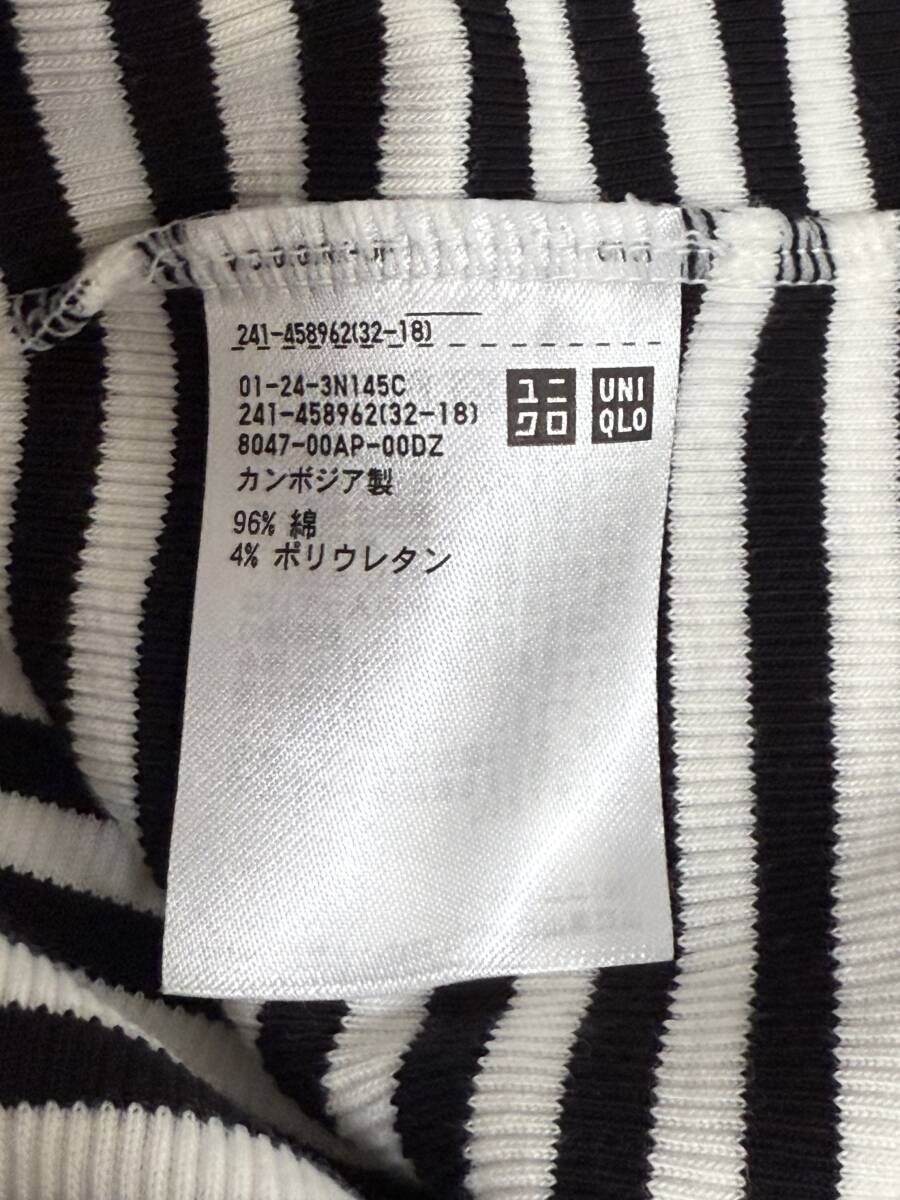 241-458962(32-18)
01-24-3N145C
241-458962(32-18)
8047-00AP-00DZ
カンボジア製
96% 綿
4% ポリウレタン
ユニ
クロ
UNI
QLO